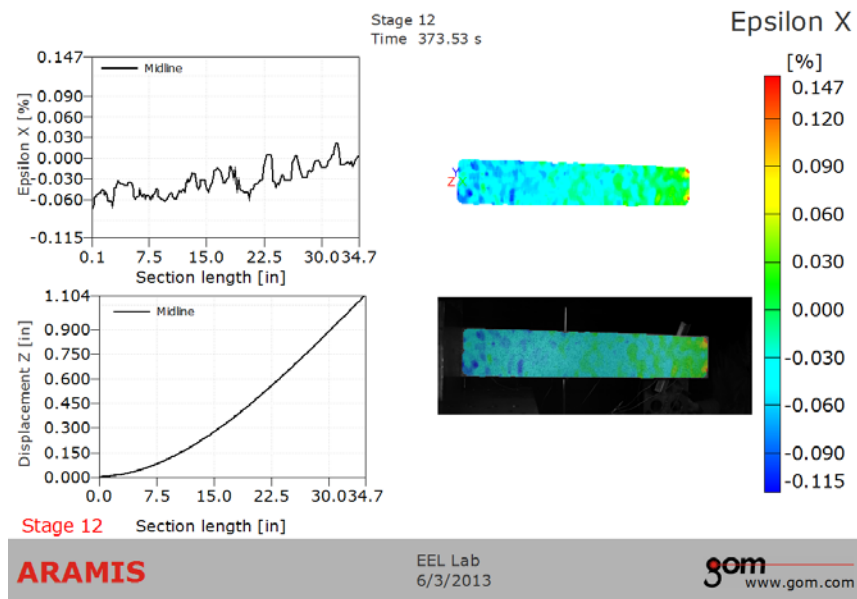 Stage 12
Time 373.53 s
Epsilon X
[%]
0.147
0.120
0.090
0.060
0.030
0.000
-0.030
-0.060
-0.090
-0.115
Midline
Epsilon X [%]
0.147
0.090
0.060
0.030
0.000
-0.030
-0.060
-0.115
0.1 7.5 15.0 22.5 30.034.7
Section length [in]
Y
Z
Midline
Displacement Z [in]
1.104
0.900
0.750
0.600
0.450
0.300
0.150
0.000
0.0 7.5 15.0 22.5 30.034.7
Stage 12 Section length [in]
ARAMIS
EEL Lab
6/3/2013
gom
www.gom.com